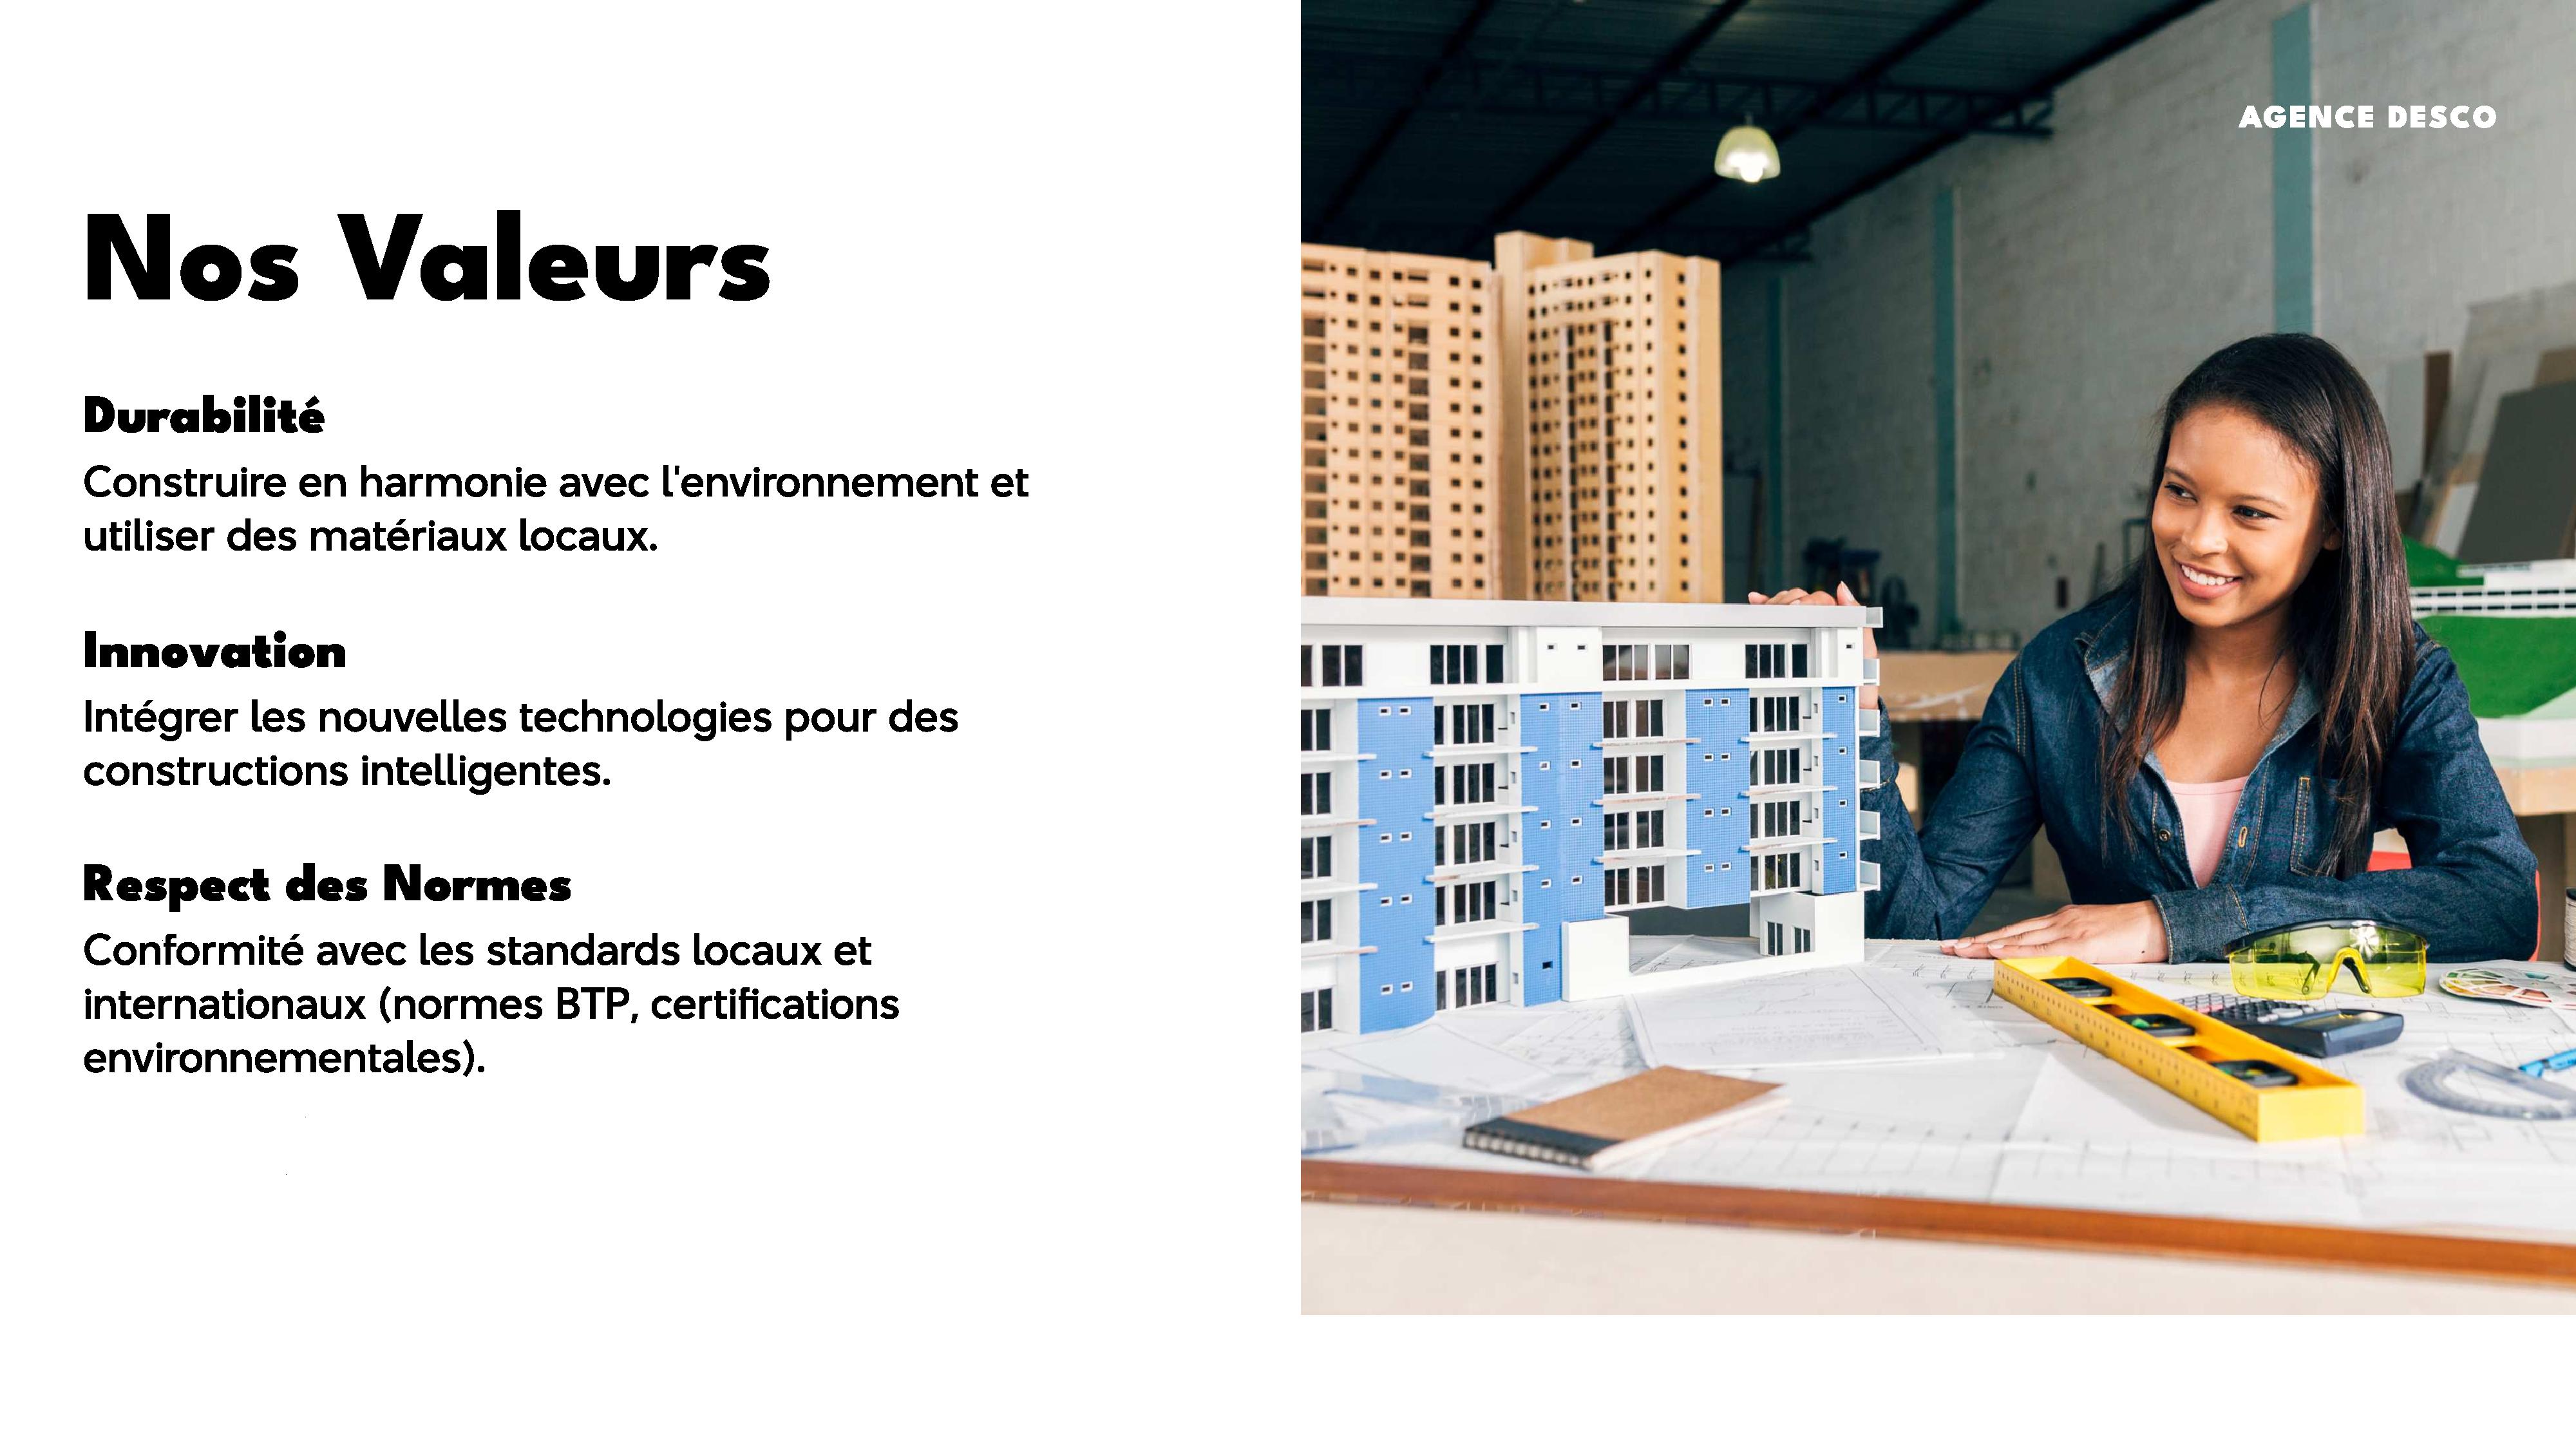 AGENCE DESCO
Nos Valeurs
Durabilité
Construire en harmonie avec l'environnement et
utiliser des matériaux locaux.
Innovation
Intégrer les nouvelles technologies pour des
constructions intelligentes.
Respect des Normes
Conformité avec les standards locaux et
internationaux (normes BTP, certifications
environnementales).